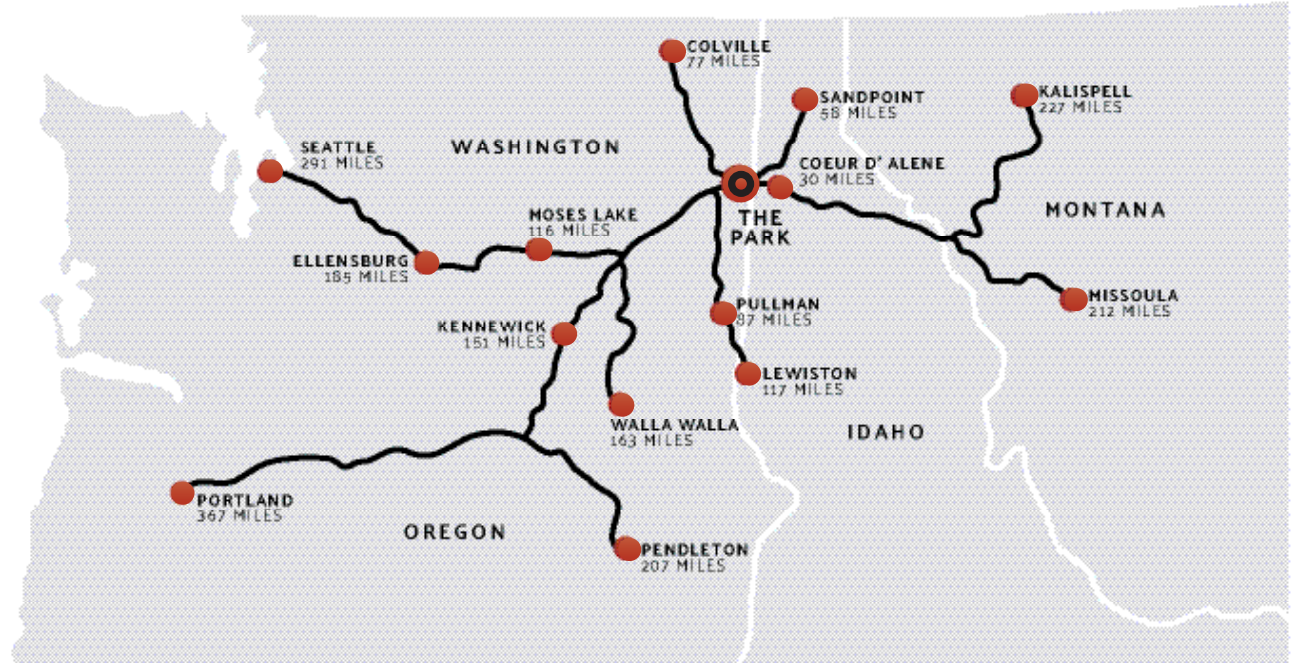 COLVILLE
77 MILES
SANDPOINT
58 MILES
KALISPELL
227 MILES
SEATTLE
291 MILES
WASHINGTON
COEUR D' ALENE
30 MILES
MOSES LAKE
116 MILES
THE
PARK
MONTANA
ELLENSBURG
185 MILES
PULLMAN
87 MILES
MISSOULA
212 MILES
KENNEWICK
151 MILES
LEWISTON
117 MILES
WALLA WALLA
163 MILES
IDAHO
PORTLAND
367 MILES
OREGON
PENDLETON
207 MILES